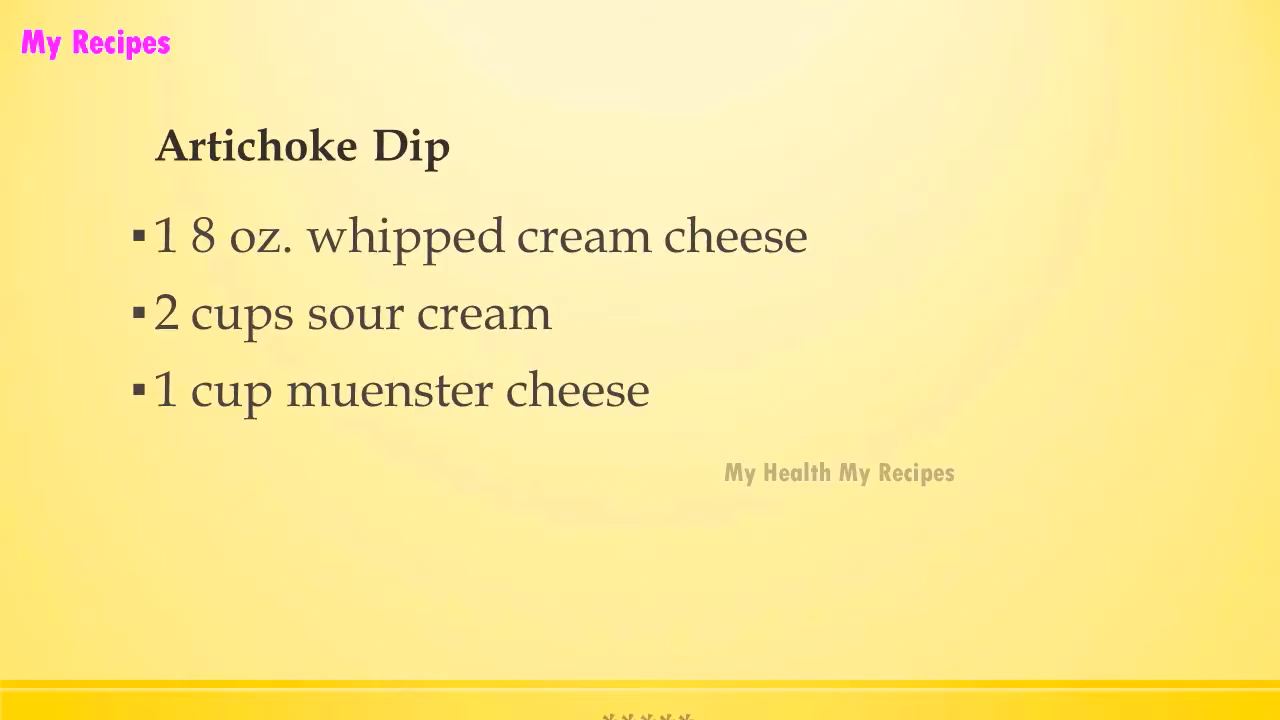 My Recipes
Artichoke Dip
▪1 8 oz. whipped cream cheese
▪2 cups sour cream
▪1 cup muenster cheese
My Health My Recipes
*****